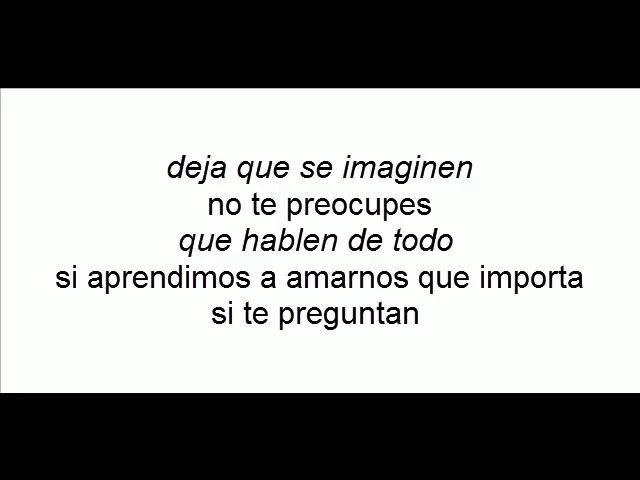 deja que se imaginen
no te preocupes
que hablen de todo
si aprendimos a amarnos que importa
si te preguntan